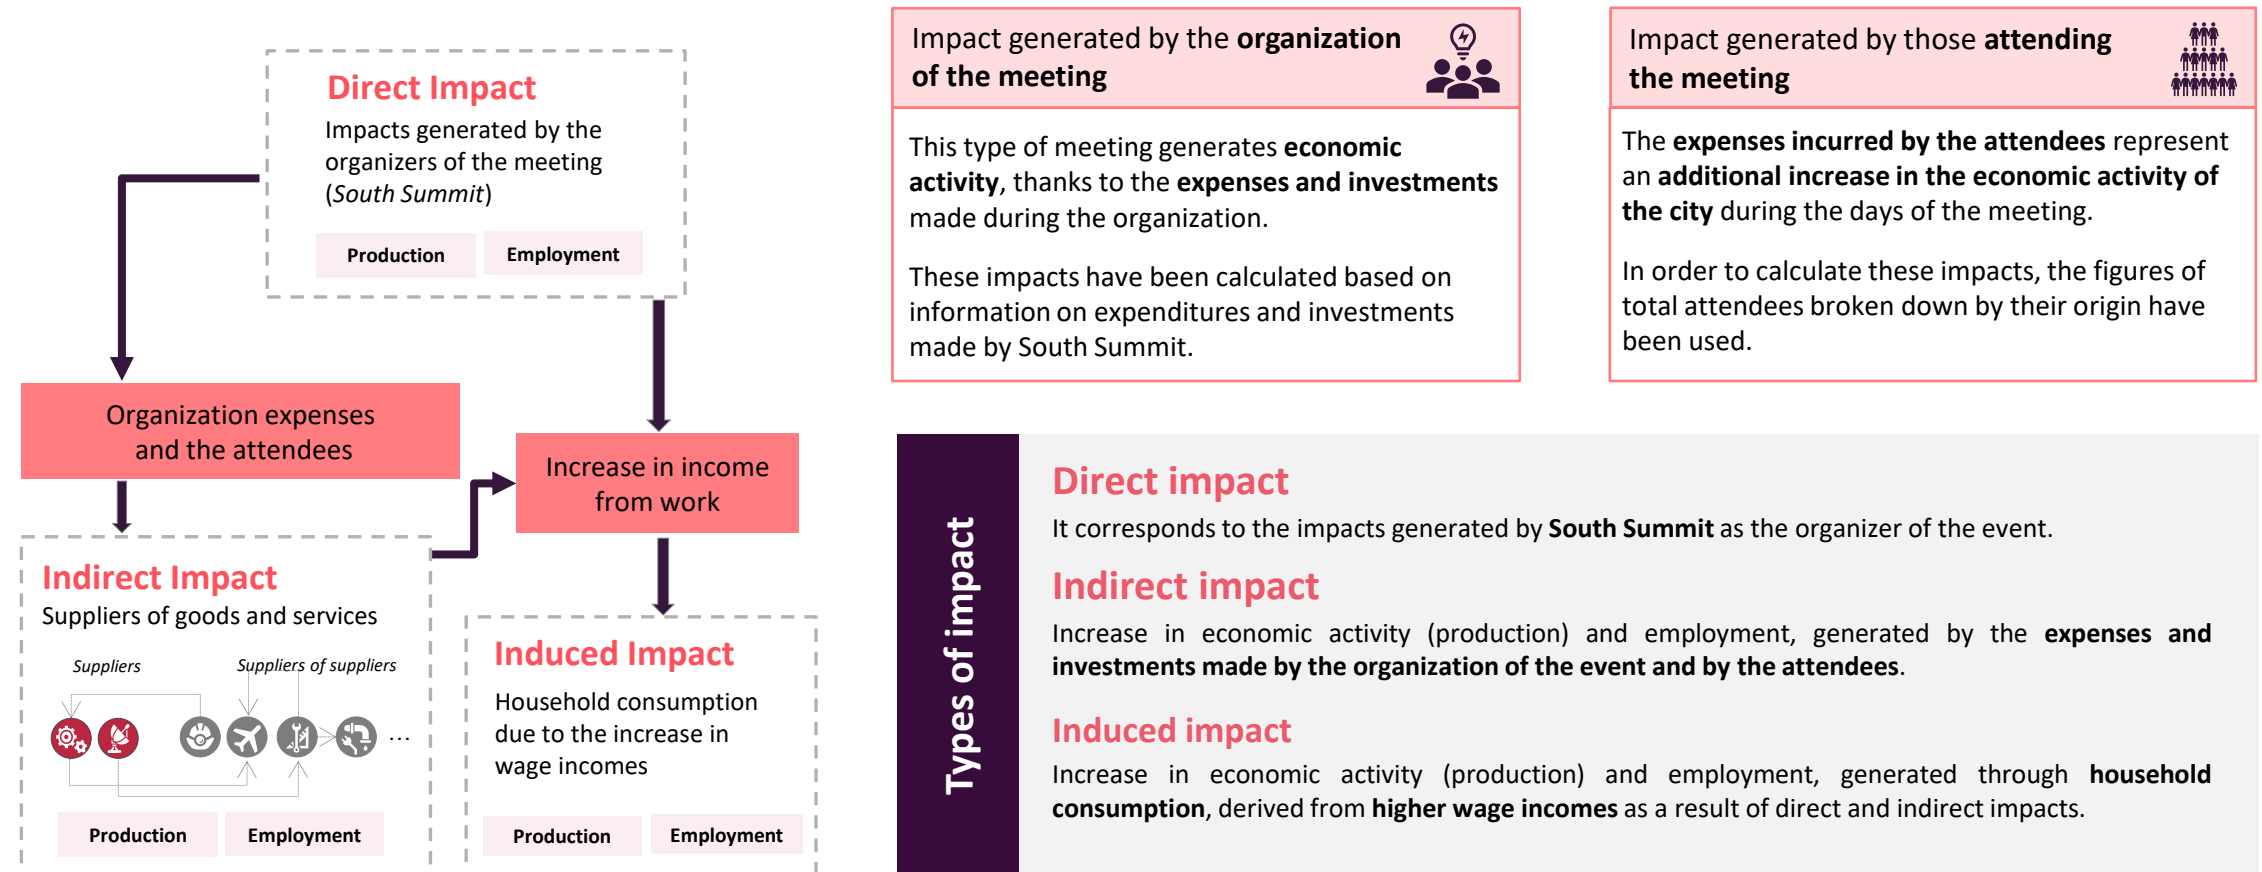 Direct Impact
Impacts generated by the
organizers of the meeting
(South Summit)
Production
Employment
Organization expenses
and the attendees
Increase in income
from work
Indirect Impact
Suppliers of goods and services
Suppliers
Suppliers of suppliers
...
Production
Employment
Induced Impact
Household consumption
due to the increase in
wage incomes
Production
Employment
Impact generated by the organization
of the meeting
This type of meeting generates economic
activity, thanks to the expenses and investments
made during the organization.
These impacts have been calculated based on
information on expenditures and investments
made by South Summit.
Impact generated by those attending
the meeting
The expenses incurred by the attendees represent
an additional increase in the economic activity of
the city during the days of the meeting.
In order to calculate these impacts, the figures of
total attendees broken down by their origin have
been used.
Types of impact
Direct impact
It corresponds to the impacts generated by South Summit as the organizer of the event.
Indirect impact
Increase in economic activity (production) and employment, generated by the expenses and
investments made by the organization of the event and by the attendees.
Induced impact
Increase in economic activity (production) and employment, generated through household
consumption, derived from higher wage incomes as a result of direct and indirect impacts.